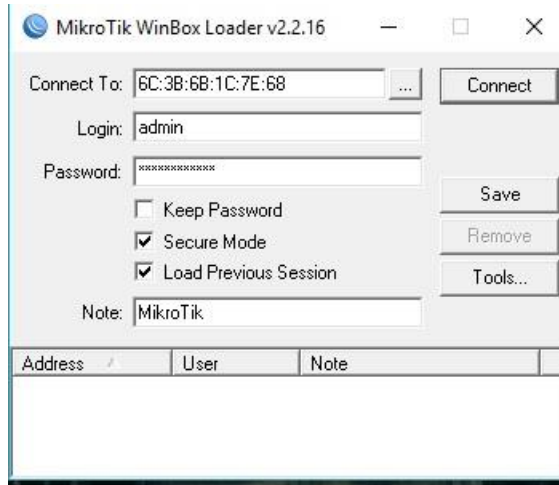 MikroTik WinBox Loader v2.2.16
Connect To: 6C:3B:6B:1C:7E:68 ... Connect
Login: admin
Password: ************
Keep Password
Save
Secure Mode
Remove
Load Previous Session
Tools...
Note: MikroTik
Address User Note